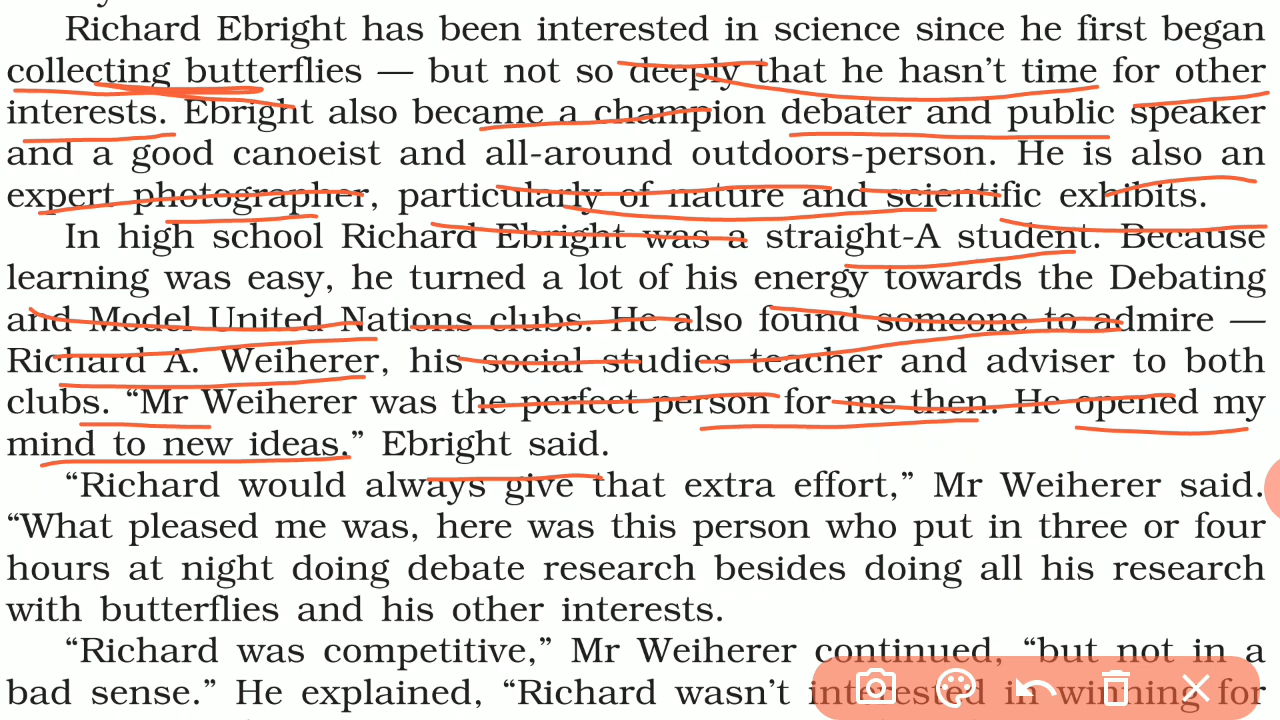 Richard Ebright has been interested in science since he first began
collecting butterflies — but not so deeply that he hasn't time for other
interests. Ebright also became a champion debater and public speaker
and a good canoeist and all-around outdoors-person. He is also an
expert photographer, particularly of nature and scientific exhibits.
In high school Richard Ebright was a straight-A student. Because
learning was easy, he turned a lot of his energy towards the Debating
and Model United Nations clubs. He also found someone to admire —
Richard A. Weiherer, his social studies teacher and adviser to both
clubs. “Mr Weiherer was the perfect person for me then. He opened my
mind to new ideas.” Ebright said.
“Richard would always give that extra effort,” Mr Weiherer said.
“What pleased me was, here was this person who put in three or four
hours at night doing debate research besides doing all his research
with butterflies and his other interests.
“Richard was competitive,” Mr Weiherer continued, “but not in a
bad sense.” He explained, “Richard wasn't interested in winning for